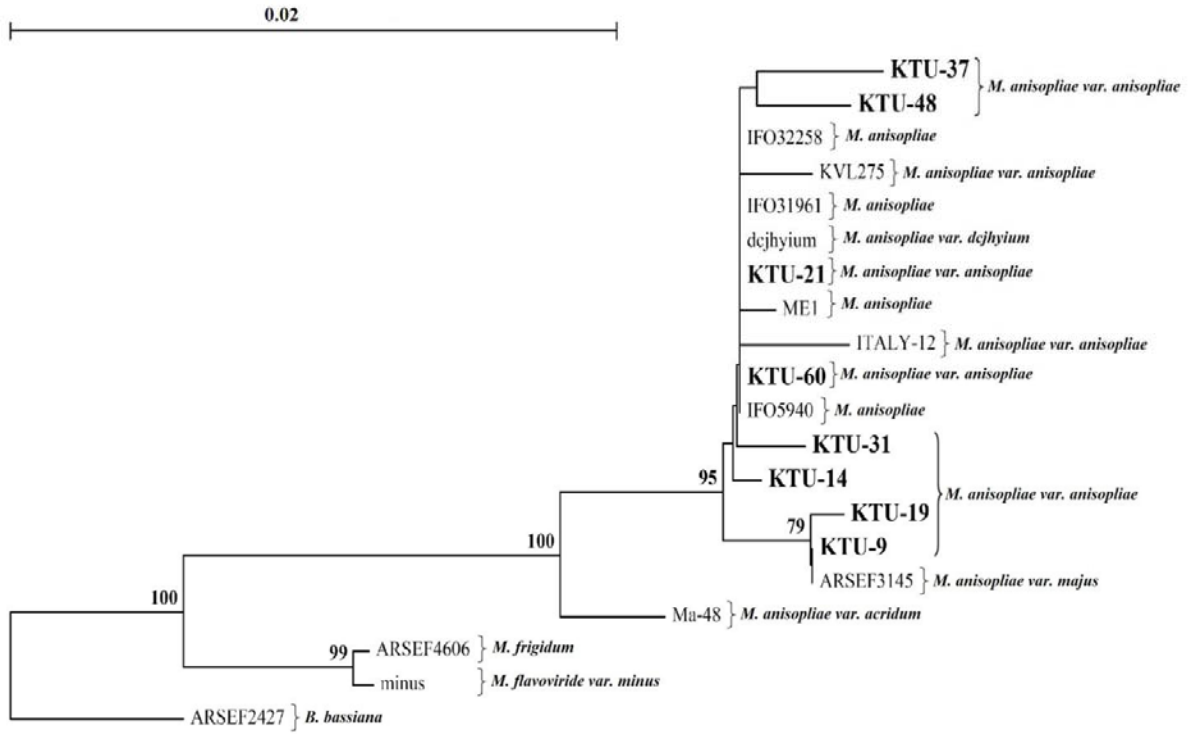 0.02
KTU-37
M. anisopliae var. anisopliae
KTU-48
IFO32258 M. anisopliae
KVL275 M. anisopliae var. anisopliae
IFO31961 M. anisopliae
dcjhyium M. anisopliae var. dcjhyium
KTU-21 M. anisopliae var. anisopliae
ME1 M. anisopliae
ITALY-12 M. anisopliae var. anisopliae
KTU-60 M. anisopliae var. anisopliae
IFO5940 M. anisopliae
KTU-31
95 KTU-14
M. anisopliae var. anisopliae
79 KTU-19
KTU-9
100
ARSEF3145 M. anisopliae var. majus
100
Ma-48 M. anisopliae var. acridum
99 ARSEF4606 M. frigidum
minus M. flavoviride var. minus
ARSEF2427 B. bassiana